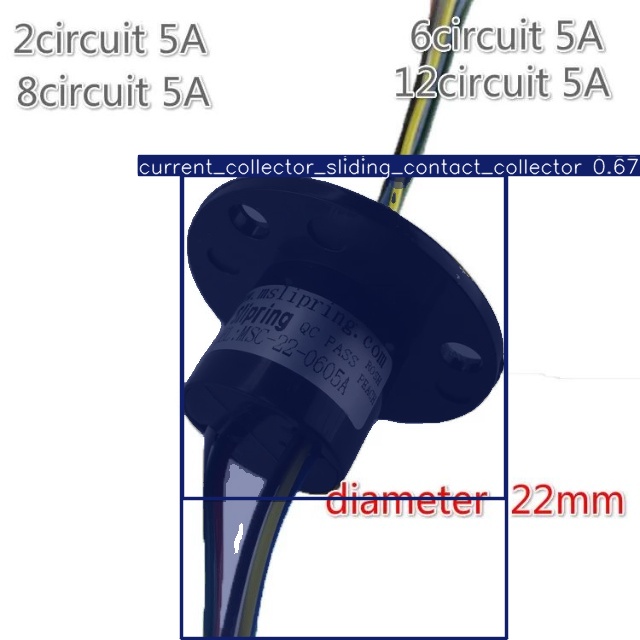 2circuit 5A
6circuit 5A
8circuit 5A
12circuit 5A
current_collector_sliding_contact_collector 0.67
.mslipring.com
slipring QC PASS ROSH
:MSC-22-0605A
diameter 22mm